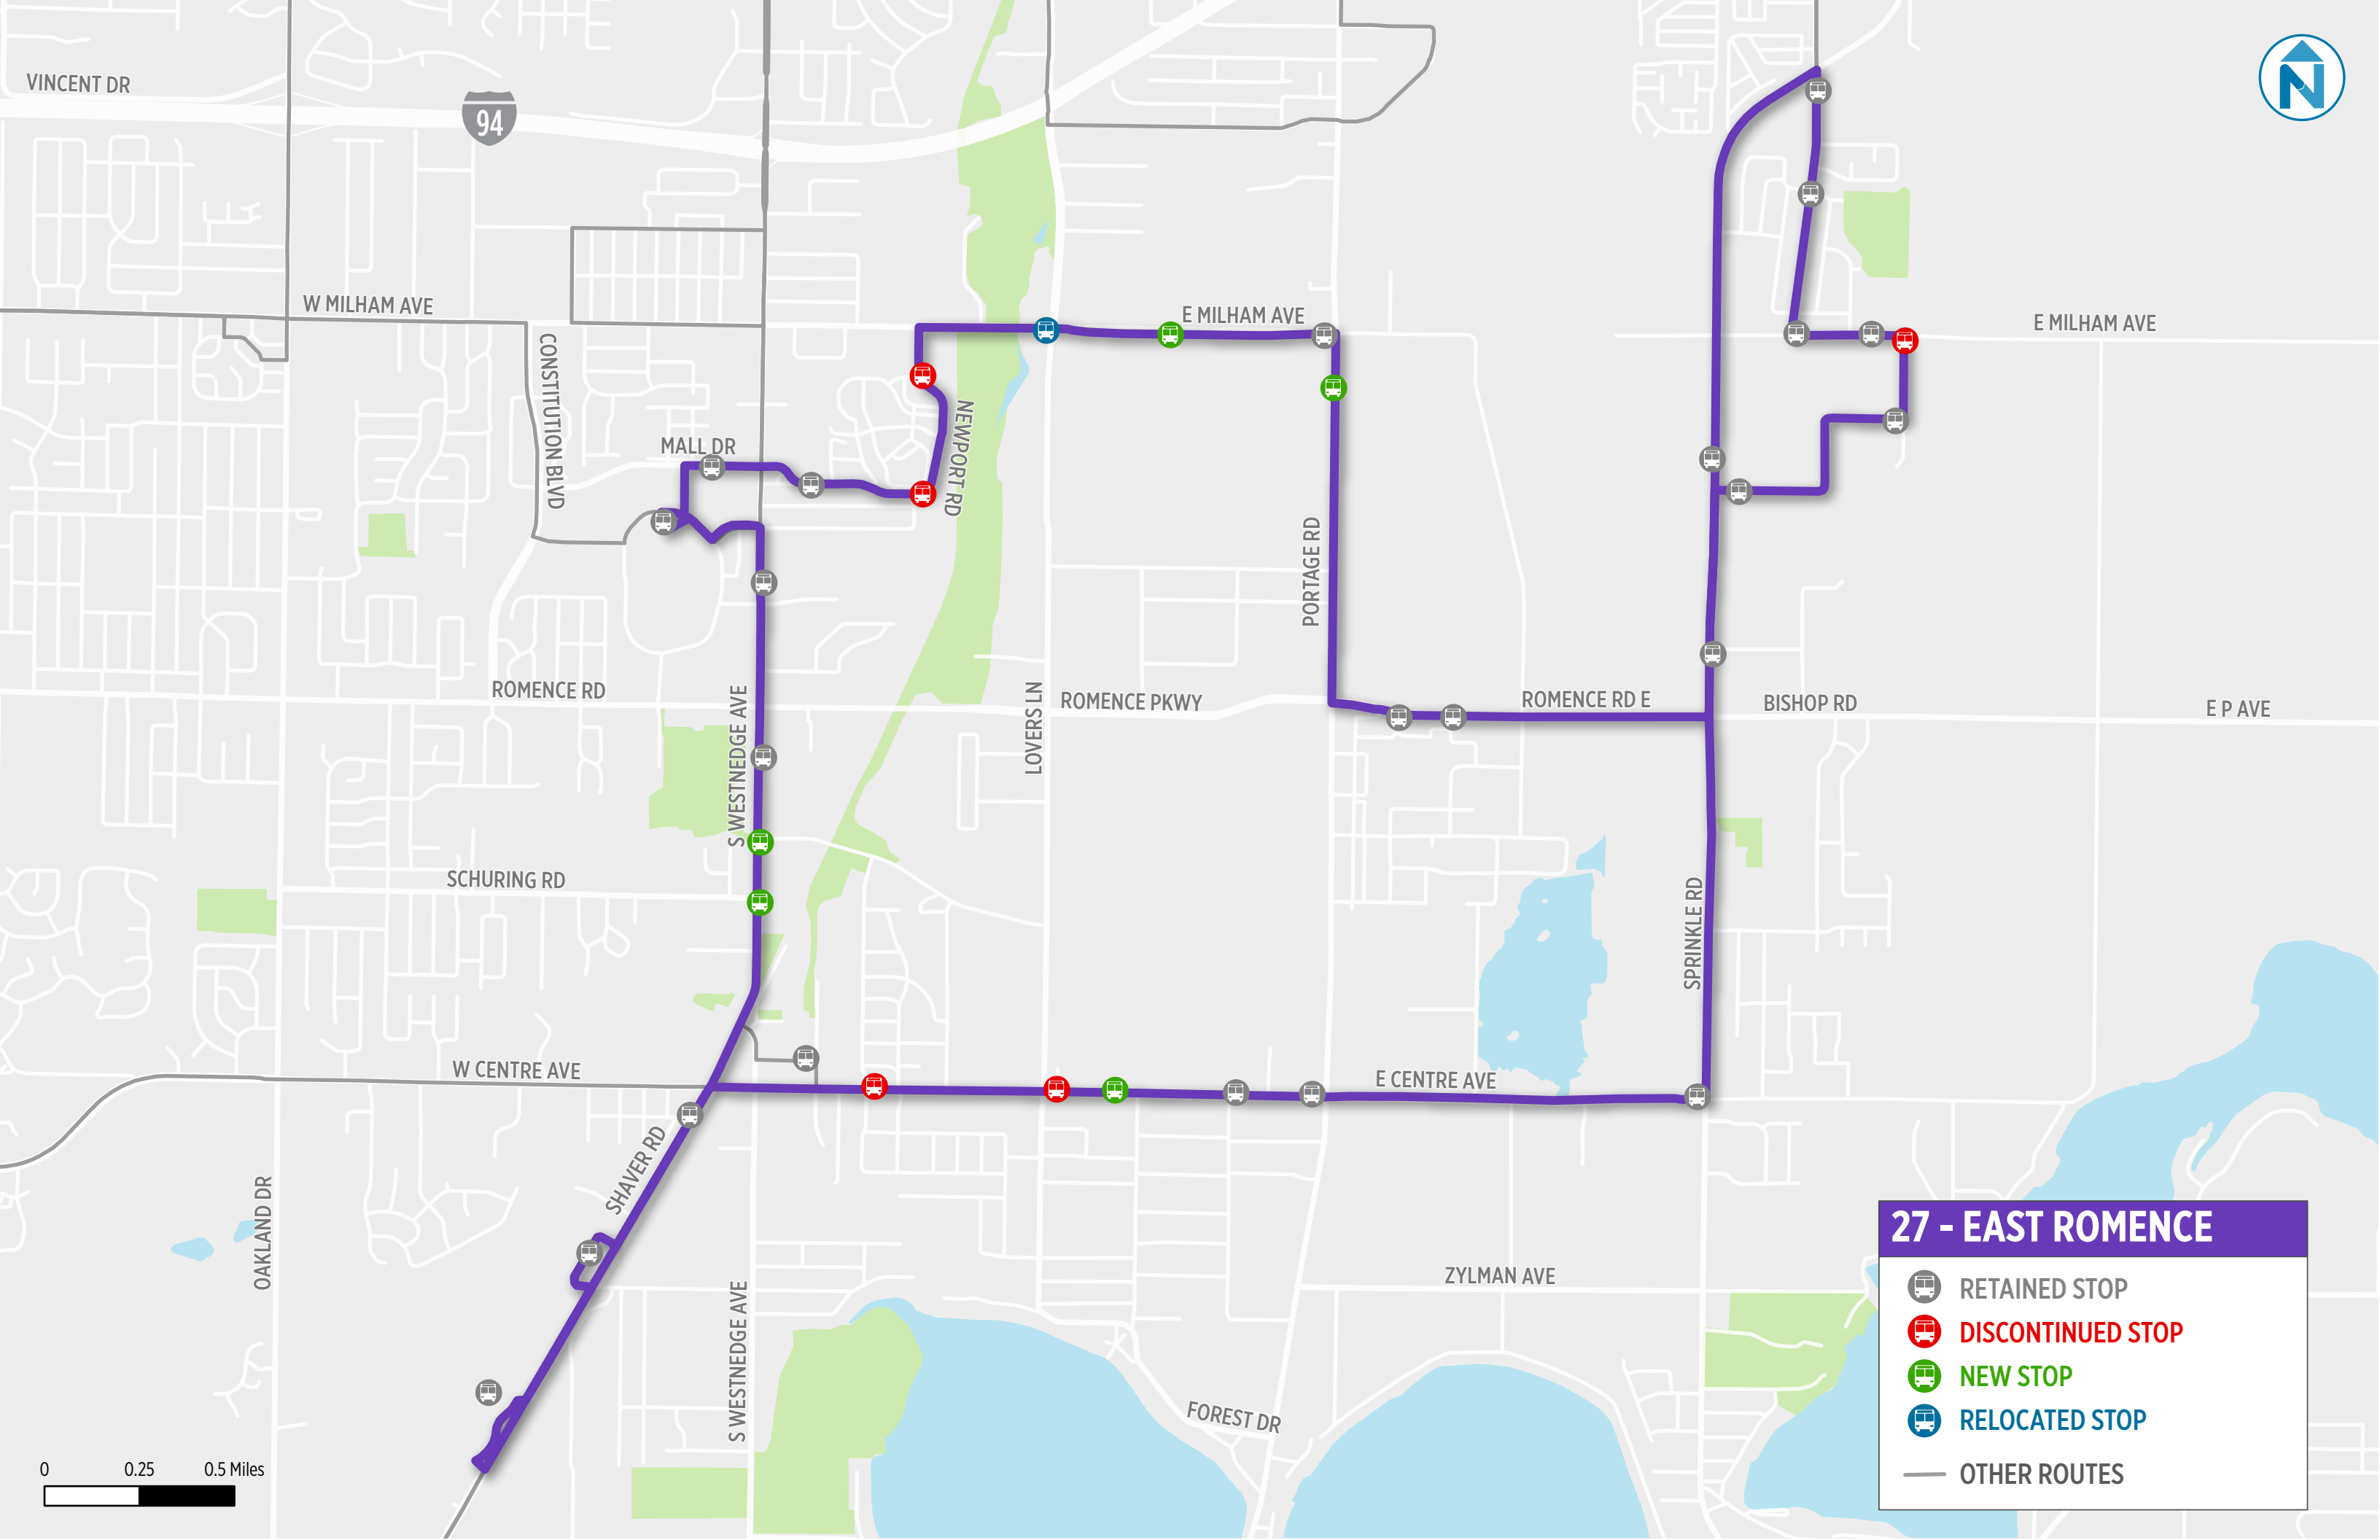 VINCENT DR
94
N
W MILHAM AVE
E MILHAM AVE
E MILHAM AVE
CONSTITUTION BLVD
MALL DR
NEWPORT RD
PORTAGE RD
ROMENCE RD
S WESTNEDGE AVE
LOVERS LN
ROMENCE PKWY
ROMENCE RD E
BISHOP RD
E P AVE
SCHURING RD
SPRINKLE RD
W CENTRE AVE
E CENTRE AVE
SHAVER RD
OAKLAND DR
S WESTNEDGE AVE
ZYLMAN AVE
FOREST DR
27 - EAST ROMENCE
RETAINED STOP
DISCONTINUED STOP
NEW STOP
RELOCATED STOP
OTHER ROUTES
0 0.25 0.5 Miles